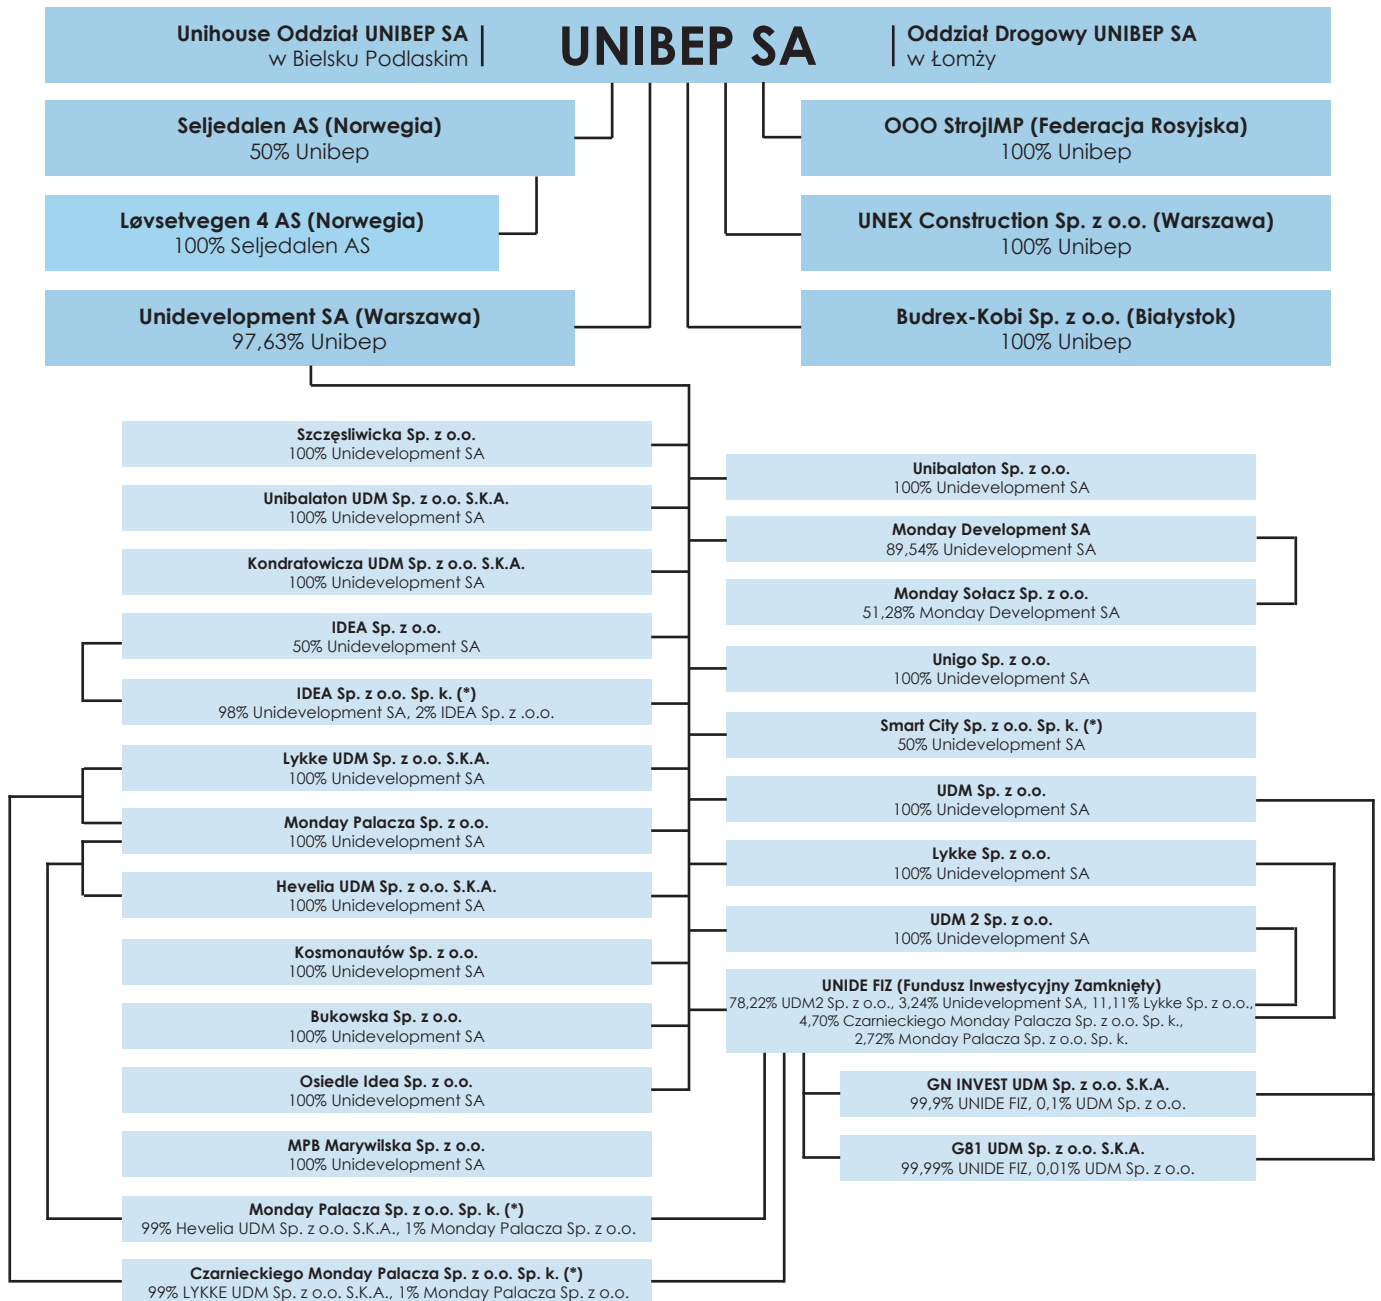 Unihouse Oddział UNIBEP SA
w Bielsku Podlaskim
UNIBEP SA
Oddział Drogowy UNIBEP SA
w Łomży
Seljedalen AS (Norwegia)
50% Unibep
OOO StrojIMP (Federacja Rosyjska)
100% Unibep
Løvsetvegen 4 AS (Norwegia)
100% Seljedalen AS
UNEX Construction Sp. z o.o. (Warszawa)
100% Unibep
Unidevelopment SA (Warszawa)
97,63% Unibep
Budrex-Kobi Sp. z o.o. (Białystok)
100% Unibep
Szczęsliwicka Sp. z o.o.
100% Unidevelopment SA
Unibalaton UDM Sp. z o.o. S.K.A.
100% Unidevelopment SA
Kondratowicza UDM Sp. z o.o. S.K.A.
100% Unidevelopment SA
IDEA Sp. z o.o.
50% Unidevelopment SA
IDEA Sp. z o.o. Sp. k. (*)
98% Unidevelopment SA, 2% IDEA Sp. z .o.o.
Lykke UDM Sp. z o.o. S.K.A.
100% Unidevelopment SA
Monday Palacza Sp. z o.o.
100% Unidevelopment SA
Hevelia UDM Sp. z o.o. S.K.A.
100% Unidevelopment SA
Kosmonautów Sp. z o.o.
100% Unidevelopment SA
Bukowska Sp. z o.o.
100% Unidevelopment SA
Osiedle Idea Sp. z o.o.
100% Unidevelopment SA
MPB Marywilska Sp. z o.o.
100% Unidevelopment SA
Monday Palacza Sp. z o.o. Sp. k. (*)
99% Hevelia UDM Sp. z o.o. S.K.A., 1% Monday Palacza Sp. z o.o.
Czarnieckiego Monday Palacza Sp. z o.o. Sp. k. (*)
99% LYKKE UDM Sp. z o.o. S.K.A., 1% Monday Palacza Sp. z o.o.
Unibalaton Sp. z o.o.
100% Unidevelopment SA
Monday Development SA
89,54% Unidevelopment SA
Monday Sołacz Sp. z o.o.
51,28% Monday Development SA
Unigo Sp. z o.o.
100% Unidevelopment SA
Smart City Sp. z o.o. Sp. k. (*)
50% Unidevelopment SA
UDM Sp. z o.o.
100% Unidevelopment SA
Lykke Sp. z o.o.
100% Unidevelopment SA
UDM 2 Sp. z o.o.
100% Unidevelopment SA
UNIDE FIZ (Fundusz Inwestycyjny Zamknięty)
78,22% UDM2 Sp. z o.o., 3,24% Unidevelopment SA, 11,11% Lykke Sp. z o.o.,
4,70% Czarnieckiego Monday Palacza Sp. z o.o. Sp. k.,
2,72% Monday Palacza Sp. z o.o. Sp. k.
GN INVEST UDM Sp. z o.o. S.K.A.
99,9% UNIDE FIZ, 0,1% UDM Sp. z o.o.
G81 UDM Sp. z o.o. S.K.A.
99,99% UNIDE FIZ, 0,01% UDM Sp. z o.o.